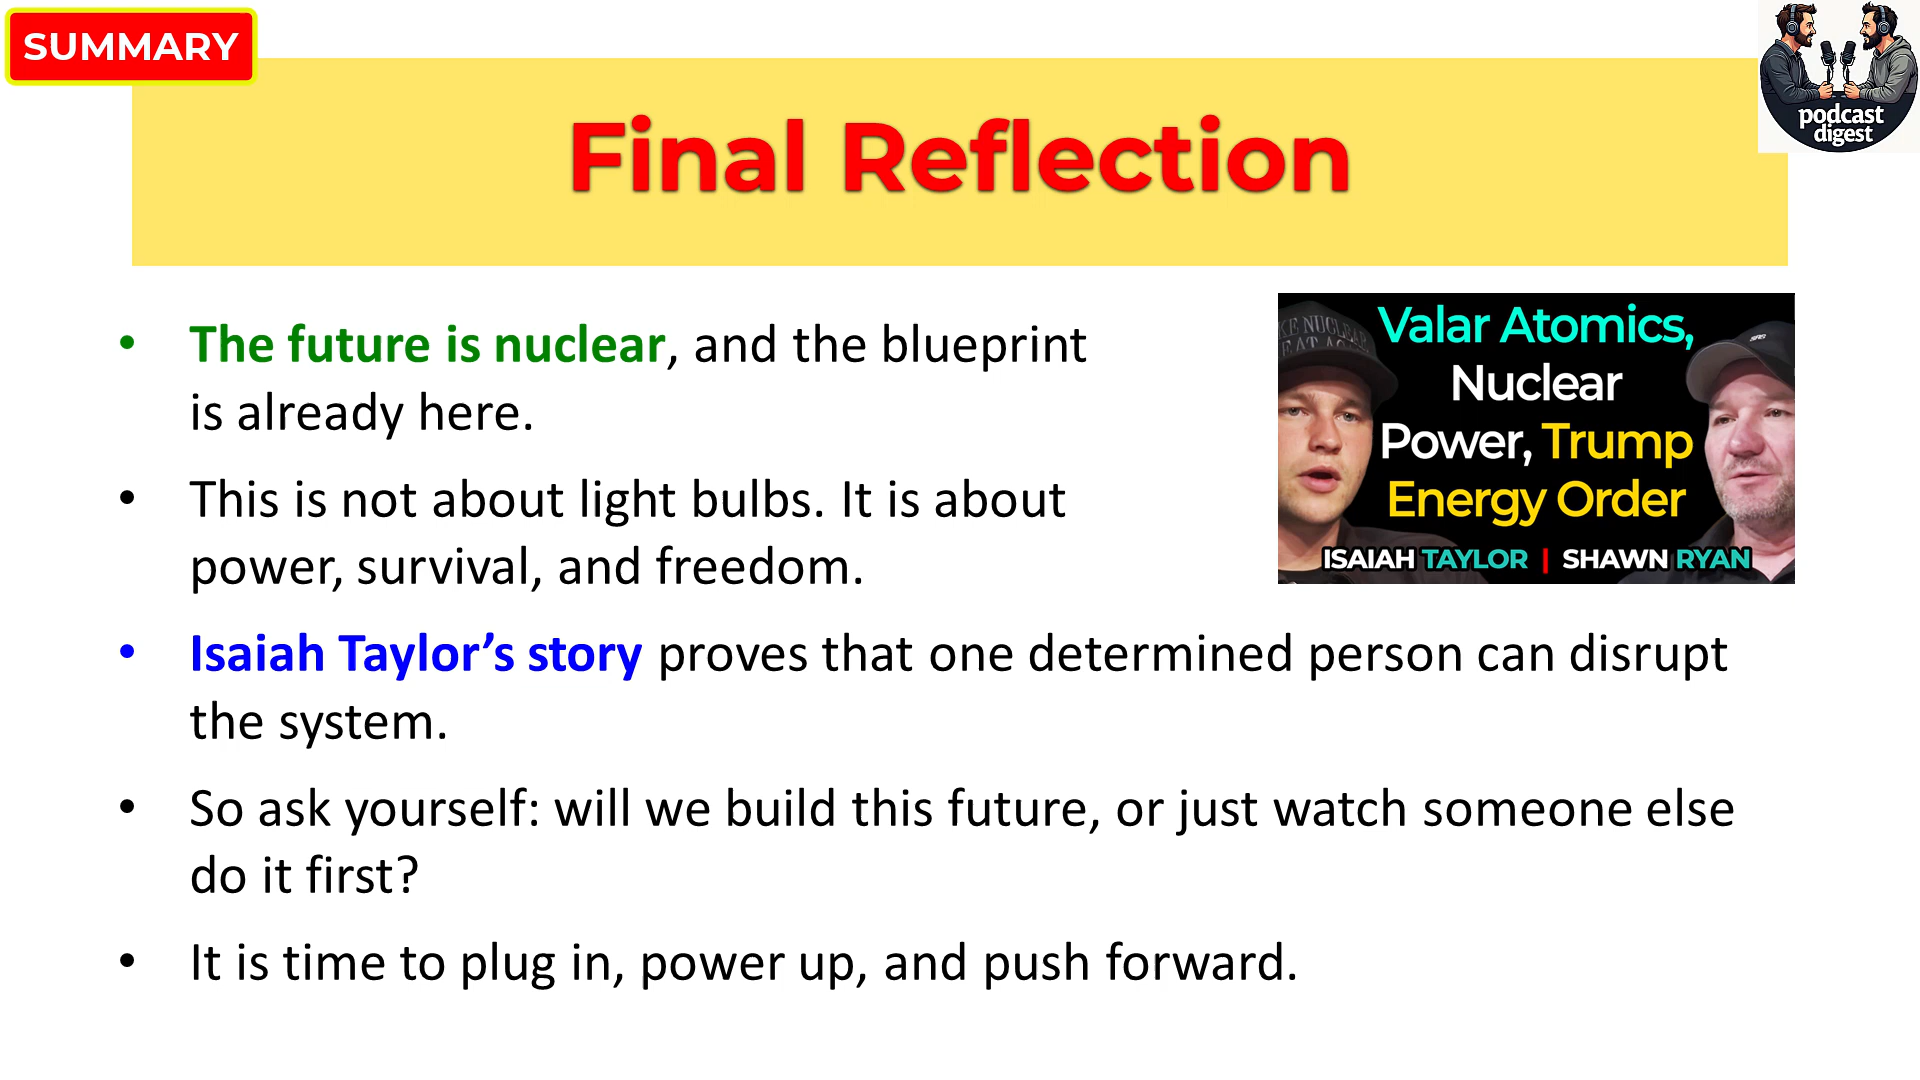 SUMMARY
podcast
digest
Final Reflection
• The future is nuclear, and the blueprint
is already here.
• This is not about light bulbs. It is about
power, survival, and freedom.
Valar Atomics,
Nuclear
Power, Trump
Energy Order
ISAIAH TAYLOR | SHAWN RYAN
• Isaiah Taylor’s story proves that one determined person can disrupt
the system.
• So ask yourself: will we build this future, or just watch someone else
do it first?
• It is time to plug in, power up, and push forward.